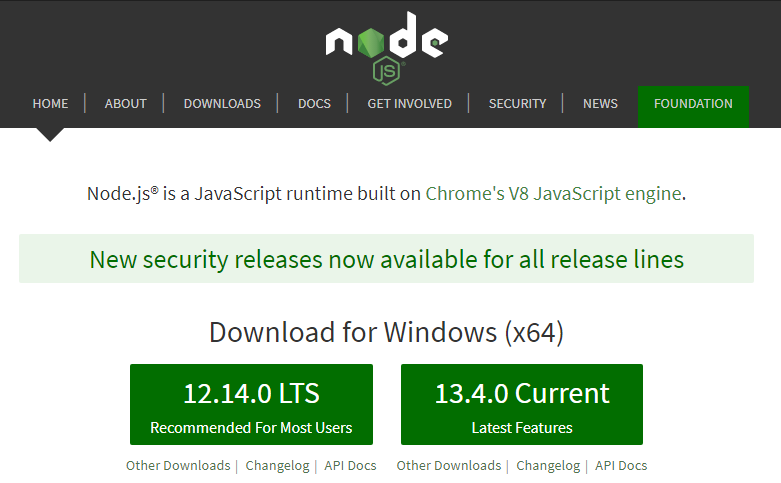 node
JS
HOME | ABOUT | DOWNLOADS | DOCS | GET INVOLVED | SECURITY | NEWS FOUNDATION
Node.js® is a JavaScript runtime built on Chrome's V8 JavaScript engine.
New security releases now available for all release lines
Download for Windows (x64)
12.14.0 LTS
Recommended For Most Users
Other Downloads | Changelog | API Docs
13.4.0 Current
Latest Features
Other Downloads | Changelog | API Docs